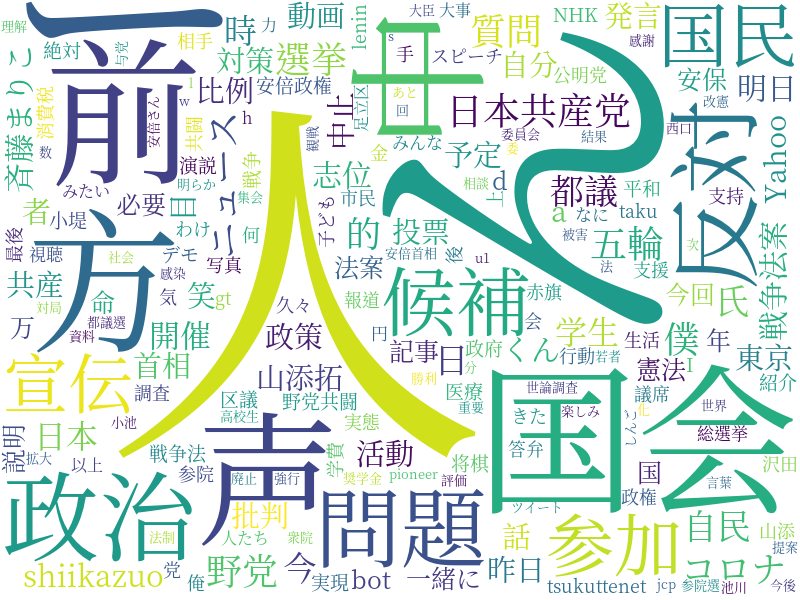 理解
相手
力
動画
lenin
大臣
大事
NHK
発言
感謝
国民
前
時
質問
手
スピーチ
絶対
与党
対策
選挙
s
自分
公明党
改憲
安保
明日
斉藤まりこ
消費税
安倍さん
l
比例
安倍政権
中止
足立区
あと
回
みんな
日本共産党
委員会
結果
西口
反対
Yahoo
数
共闘
w
h
ニュース
観戦
金
委
予定
みたい
演説
明らか
戦争
志位
市民
d
都議
平和
支持
者
小堤
必要
目
集会
子ども
的
投票
相談
上
a
なに
taku
戦争法案
最後
視聴
デモ
わけ
何
法案
後
被害
安倍首相
ul
五輪
支援
次
法
方
人
と
社会
感染
写真
共産
命
笑
gt
久々
報道
候補
赤旗
今回
氏
対局
気
円
会
万
都議選
資料
開催
政策
記事
日
政府
くん
学生
行動
若者
生活
僕
年
宣伝
首相
山添拓
分
憲法
I
東京
紹介
調査
勝利
医療
世論調査
議席
化
説明
日本
小池
声
区議
野党共闘
実態
重要
国会
きた
楽しみ
しんこ
世界
高校生
活動
答弁
総選挙
拡大
以上
戦争法
参院
学費
将棋
国
言葉
沢田
政治
廃止
強行
奨学金
pioneer
評価
ツイート
政権
問題
批判
法制
人たち
衆院
話
参加
自民
山添
shiikazuo
党
俺
野党
今
実現
bot
一緒に
昨日
コロナ
提案
tsukuttenet
jcp
参院選
池川
今後